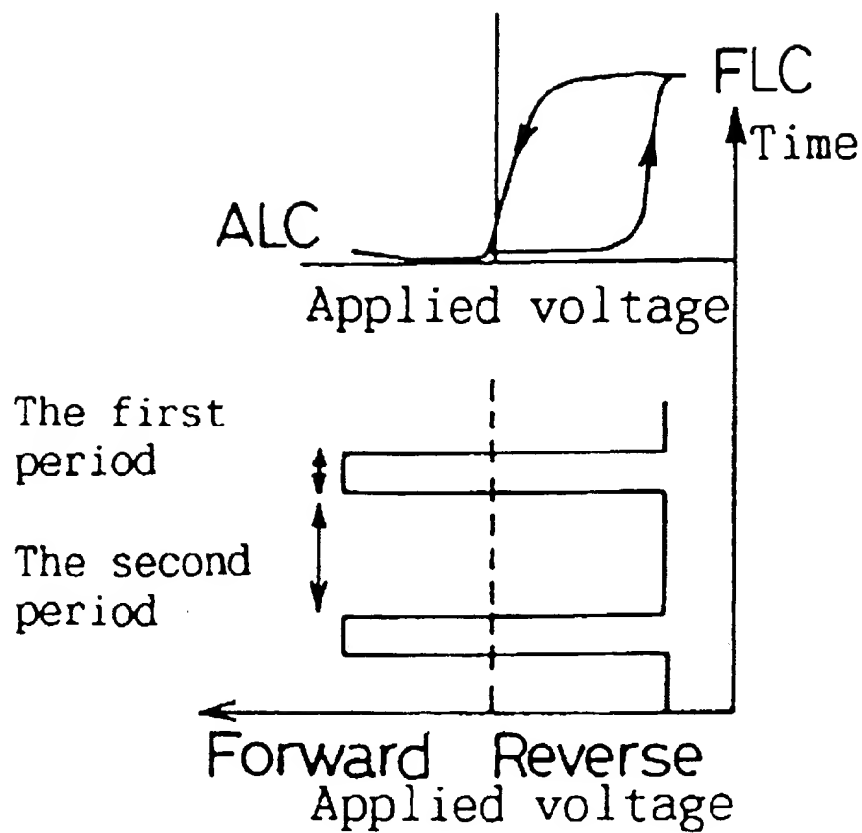 FLC
Time
ALC
Applied voltage
The first
period
The second
period
Forward Reverse
Applied voltage